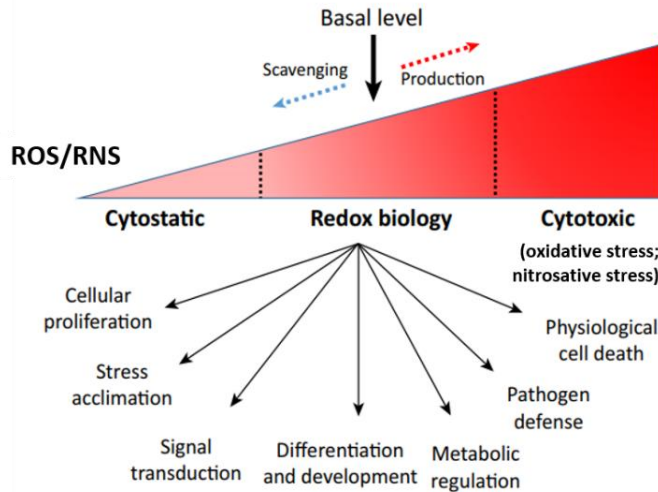 Basal level
Scavenging
Production
ROS/RNS
Cytostatic
Redox biology
Cytotoxic
(oxidative stress;
nitrosative stress)
Cellular
proliferation
Stress
acclimation
Signal
transduction
Differentiation
and development
Metabolic
regulation
Pathogen
defense
Physiological
cell death